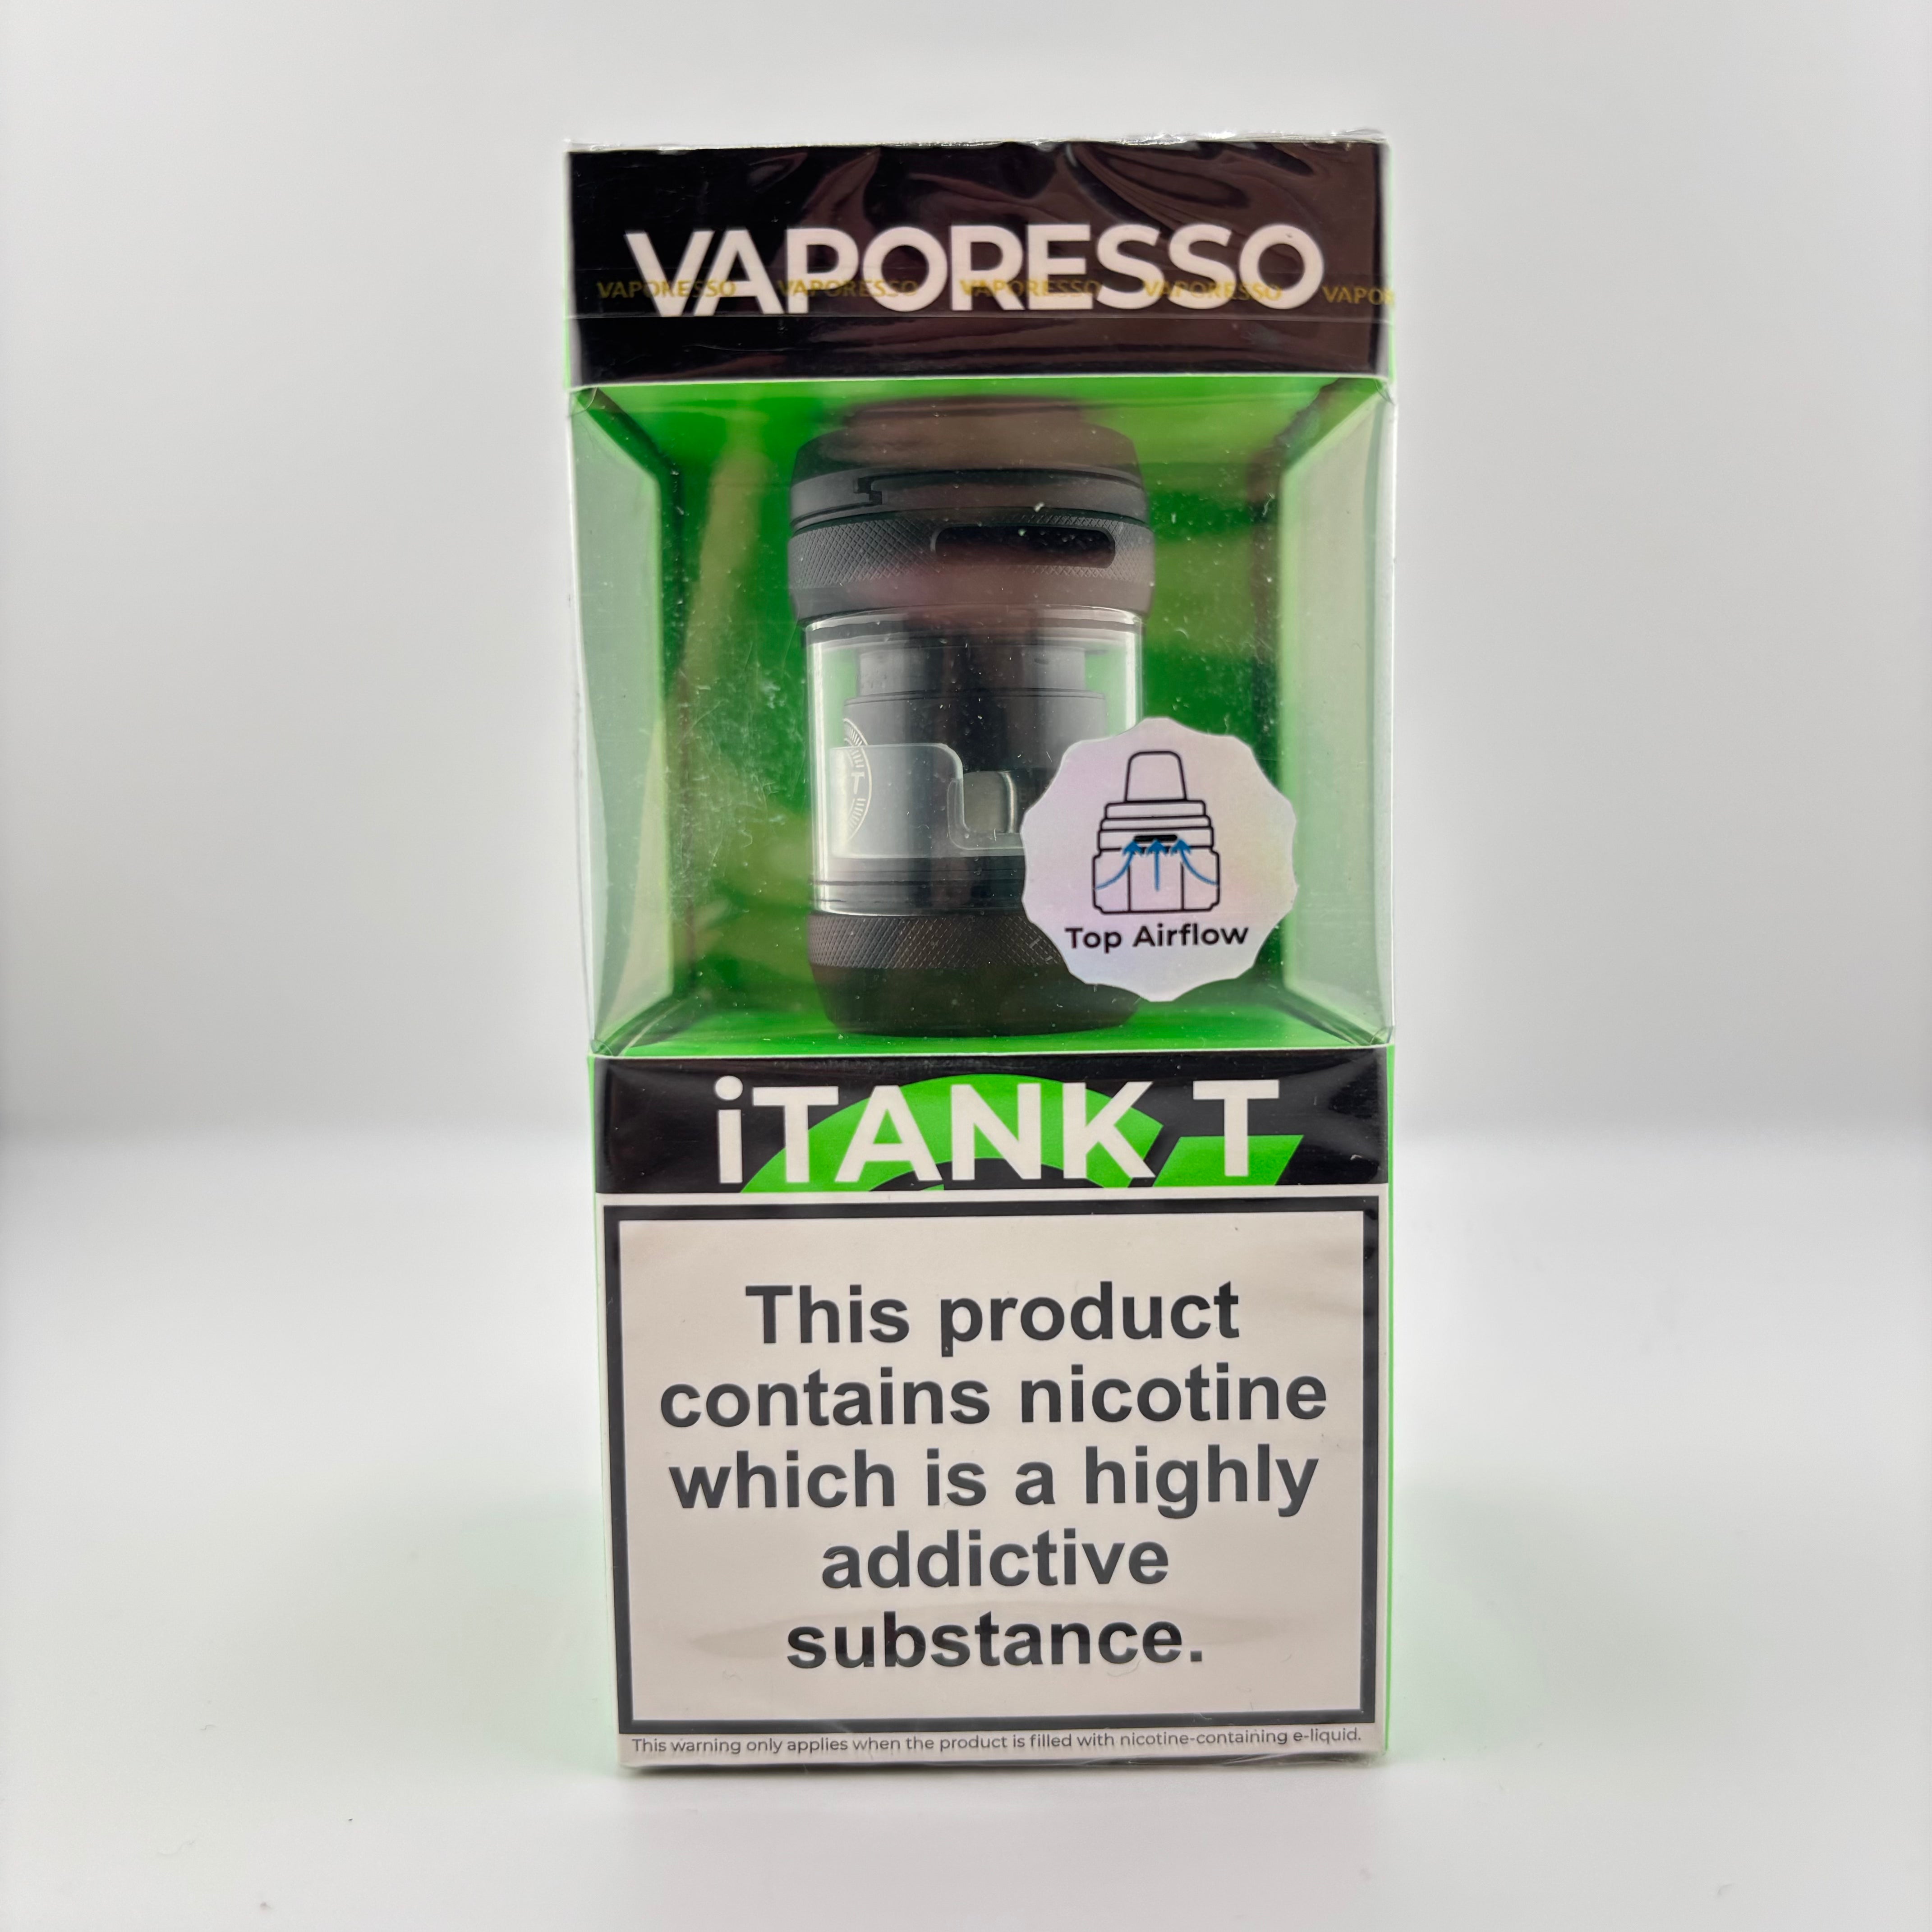 VAPORESSO
VAPORESSO VAPORESSO VAPORESSO VAPORESSO VAPOR
T
Top Airflow
iTANK T
This product
contains nicotine
which is a highly
addictive
substance.
This warning only applies when the product is filled with nicotine-containing e-liquid.